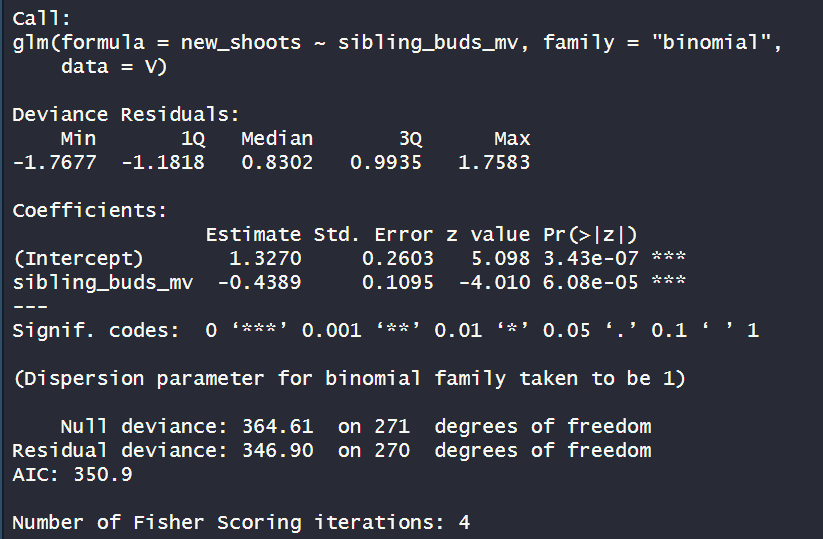 Call:
glm(formula = new_shoots ~ sibling_buds_mv, family = "binomial",
    data = V)
Deviance Residuals:
    Min       1Q   Median       3Q      Max
-1.7677  -1.1818   0.8302   0.9935   1.7583
Coefficients:
                Estimate Std. Error z value Pr(>|z|)
(Intercept)       1.3270     0.2603   5.098 3.43e-07 ***
sibling_buds_mv  -0.4389     0.1095  -4.010 6.08e-05 ***
---
Signif. codes:  0 ‘***’ 0.001 ‘**’ 0.01 ‘*’ 0.05 ‘.’ 0.1 ‘ ’ 1
(Dispersion parameter for binomial family taken to be 1)
    Null deviance: 364.61  on 271  degrees of freedom
Residual deviance: 346.90  on 270  degrees of freedom
AIC: 350.9
Number of Fisher Scoring iterations: 4